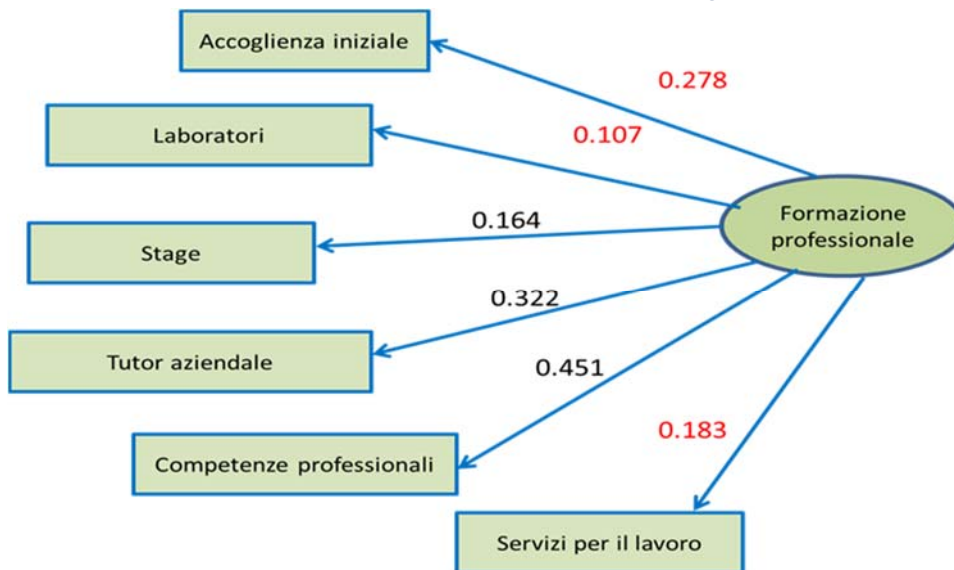 Accoglienza iniziale
0.278
Laboratori
0.107
Formazione
professionale
Stage
0.164
Tutor aziendale
0.322
Competenze professionali
0.451
Servizi per il lavoro
0.183